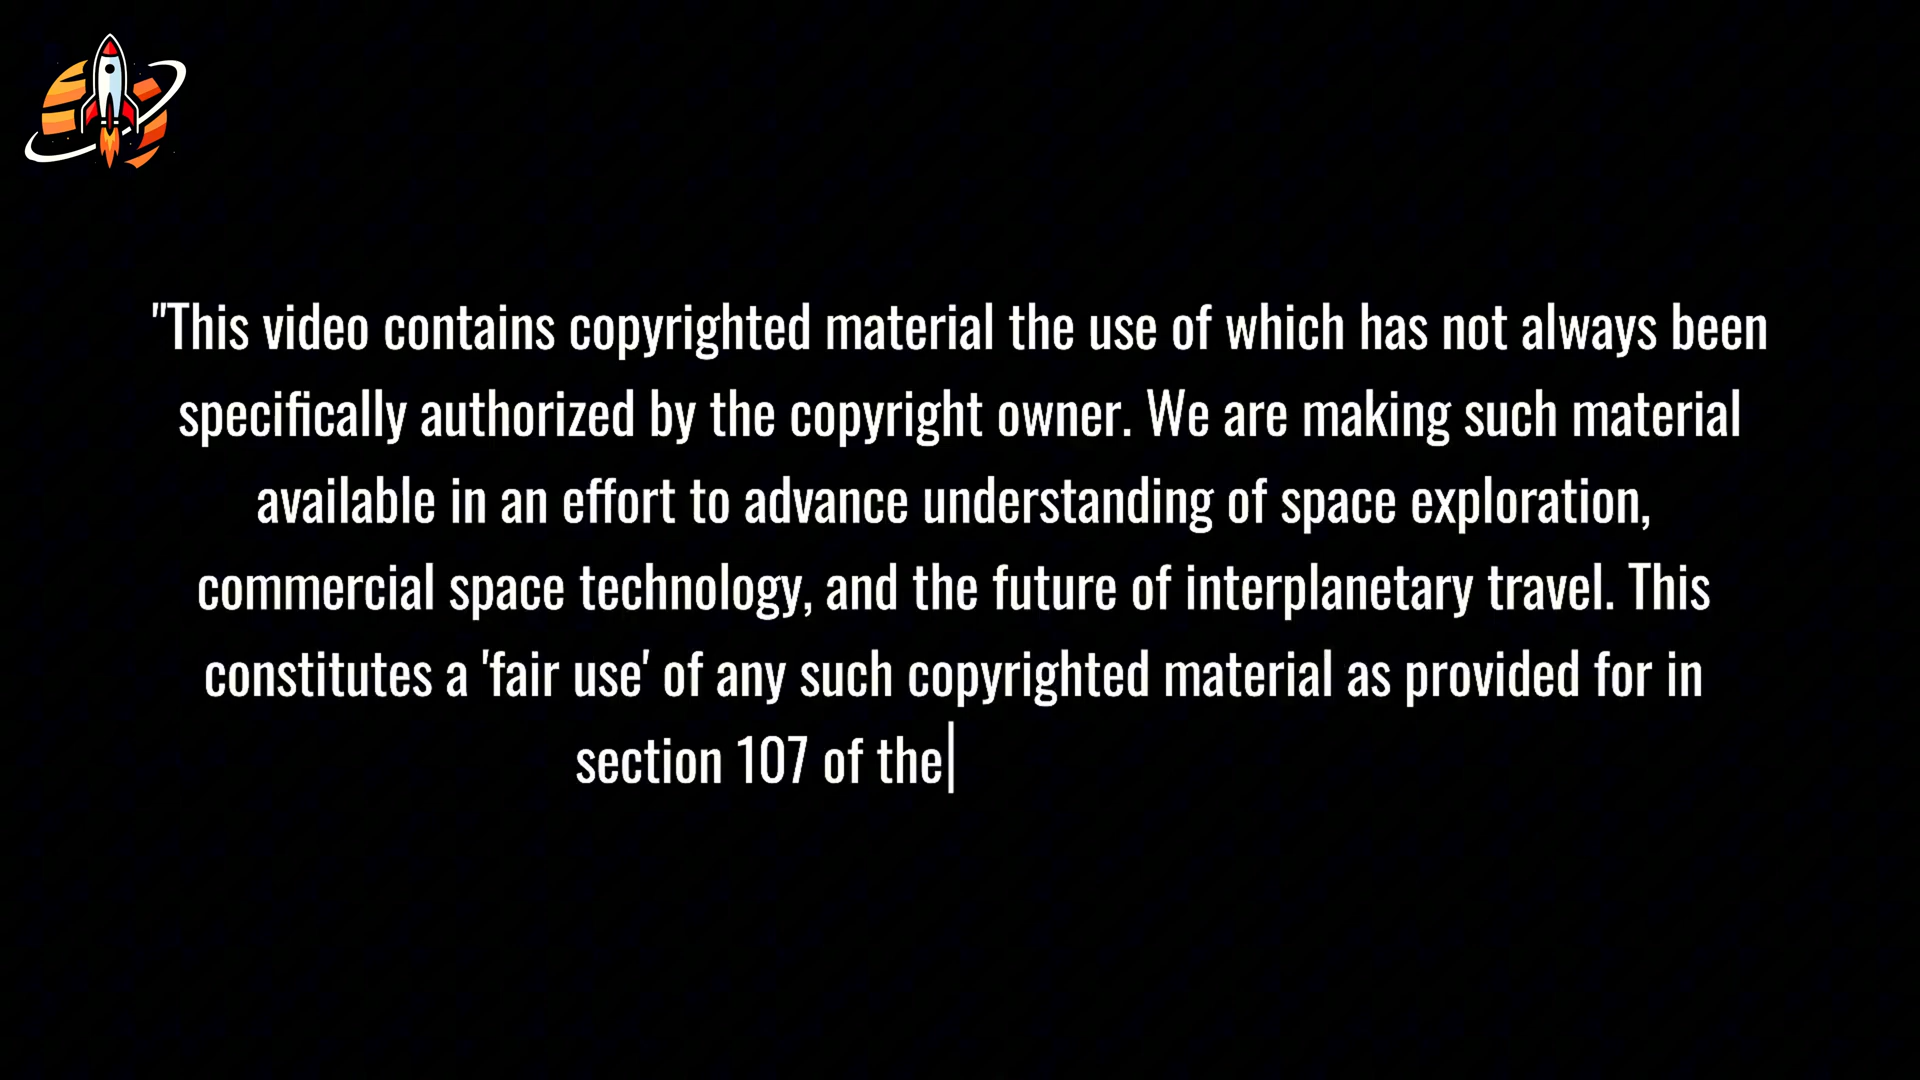 "This video contains copyrighted material the use of which has not always been
specifically authorized by the copyright owner. We are making such material
available in an effort to advance understanding of space exploration,
commercial space technology, and the future of interplanetary travel. This
constitutes a 'fair use' of any such copyrighted material as provided for in
section 107 of the